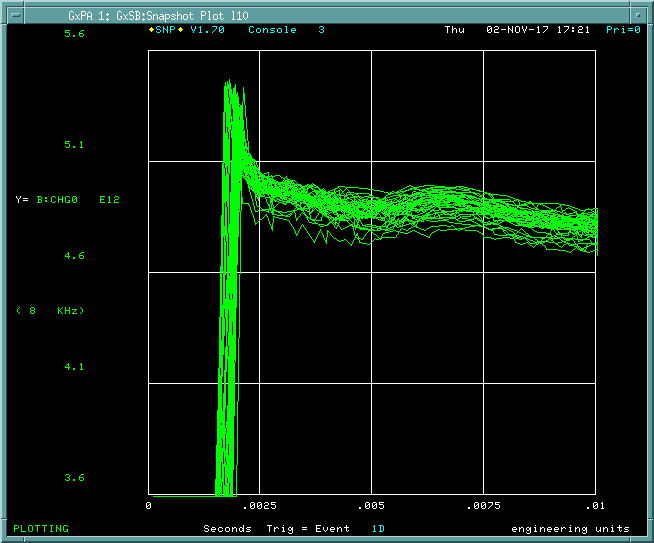 GxPA 1: GxSB:Snapshot Plot l10
5.6
◆SNP◆ V1.70 Console 3 Thu 02-NOV-17 17:21 Pri=0
5.1
Y= B:CHG0 E12
4.6
( 8 KHz)
4.1
3.6
0 .0025 .005 .0075 .01
PLOTTING Seconds Trig = Event 1D engineering units